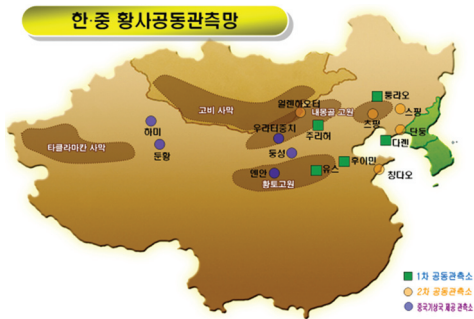 한·중 황사공동관측망
통랴오
고비 사막
얼렌하오터
내몽골 고원
스핑
하미
우라터중치
주리허
츠펑
단둥
타클라마칸 사막
둔황
동성
다롄
옌안
유스
후이민
칭다오
황토고원
1차 공동관측소
2차 공동관측소
중국기상국 제공 관측소